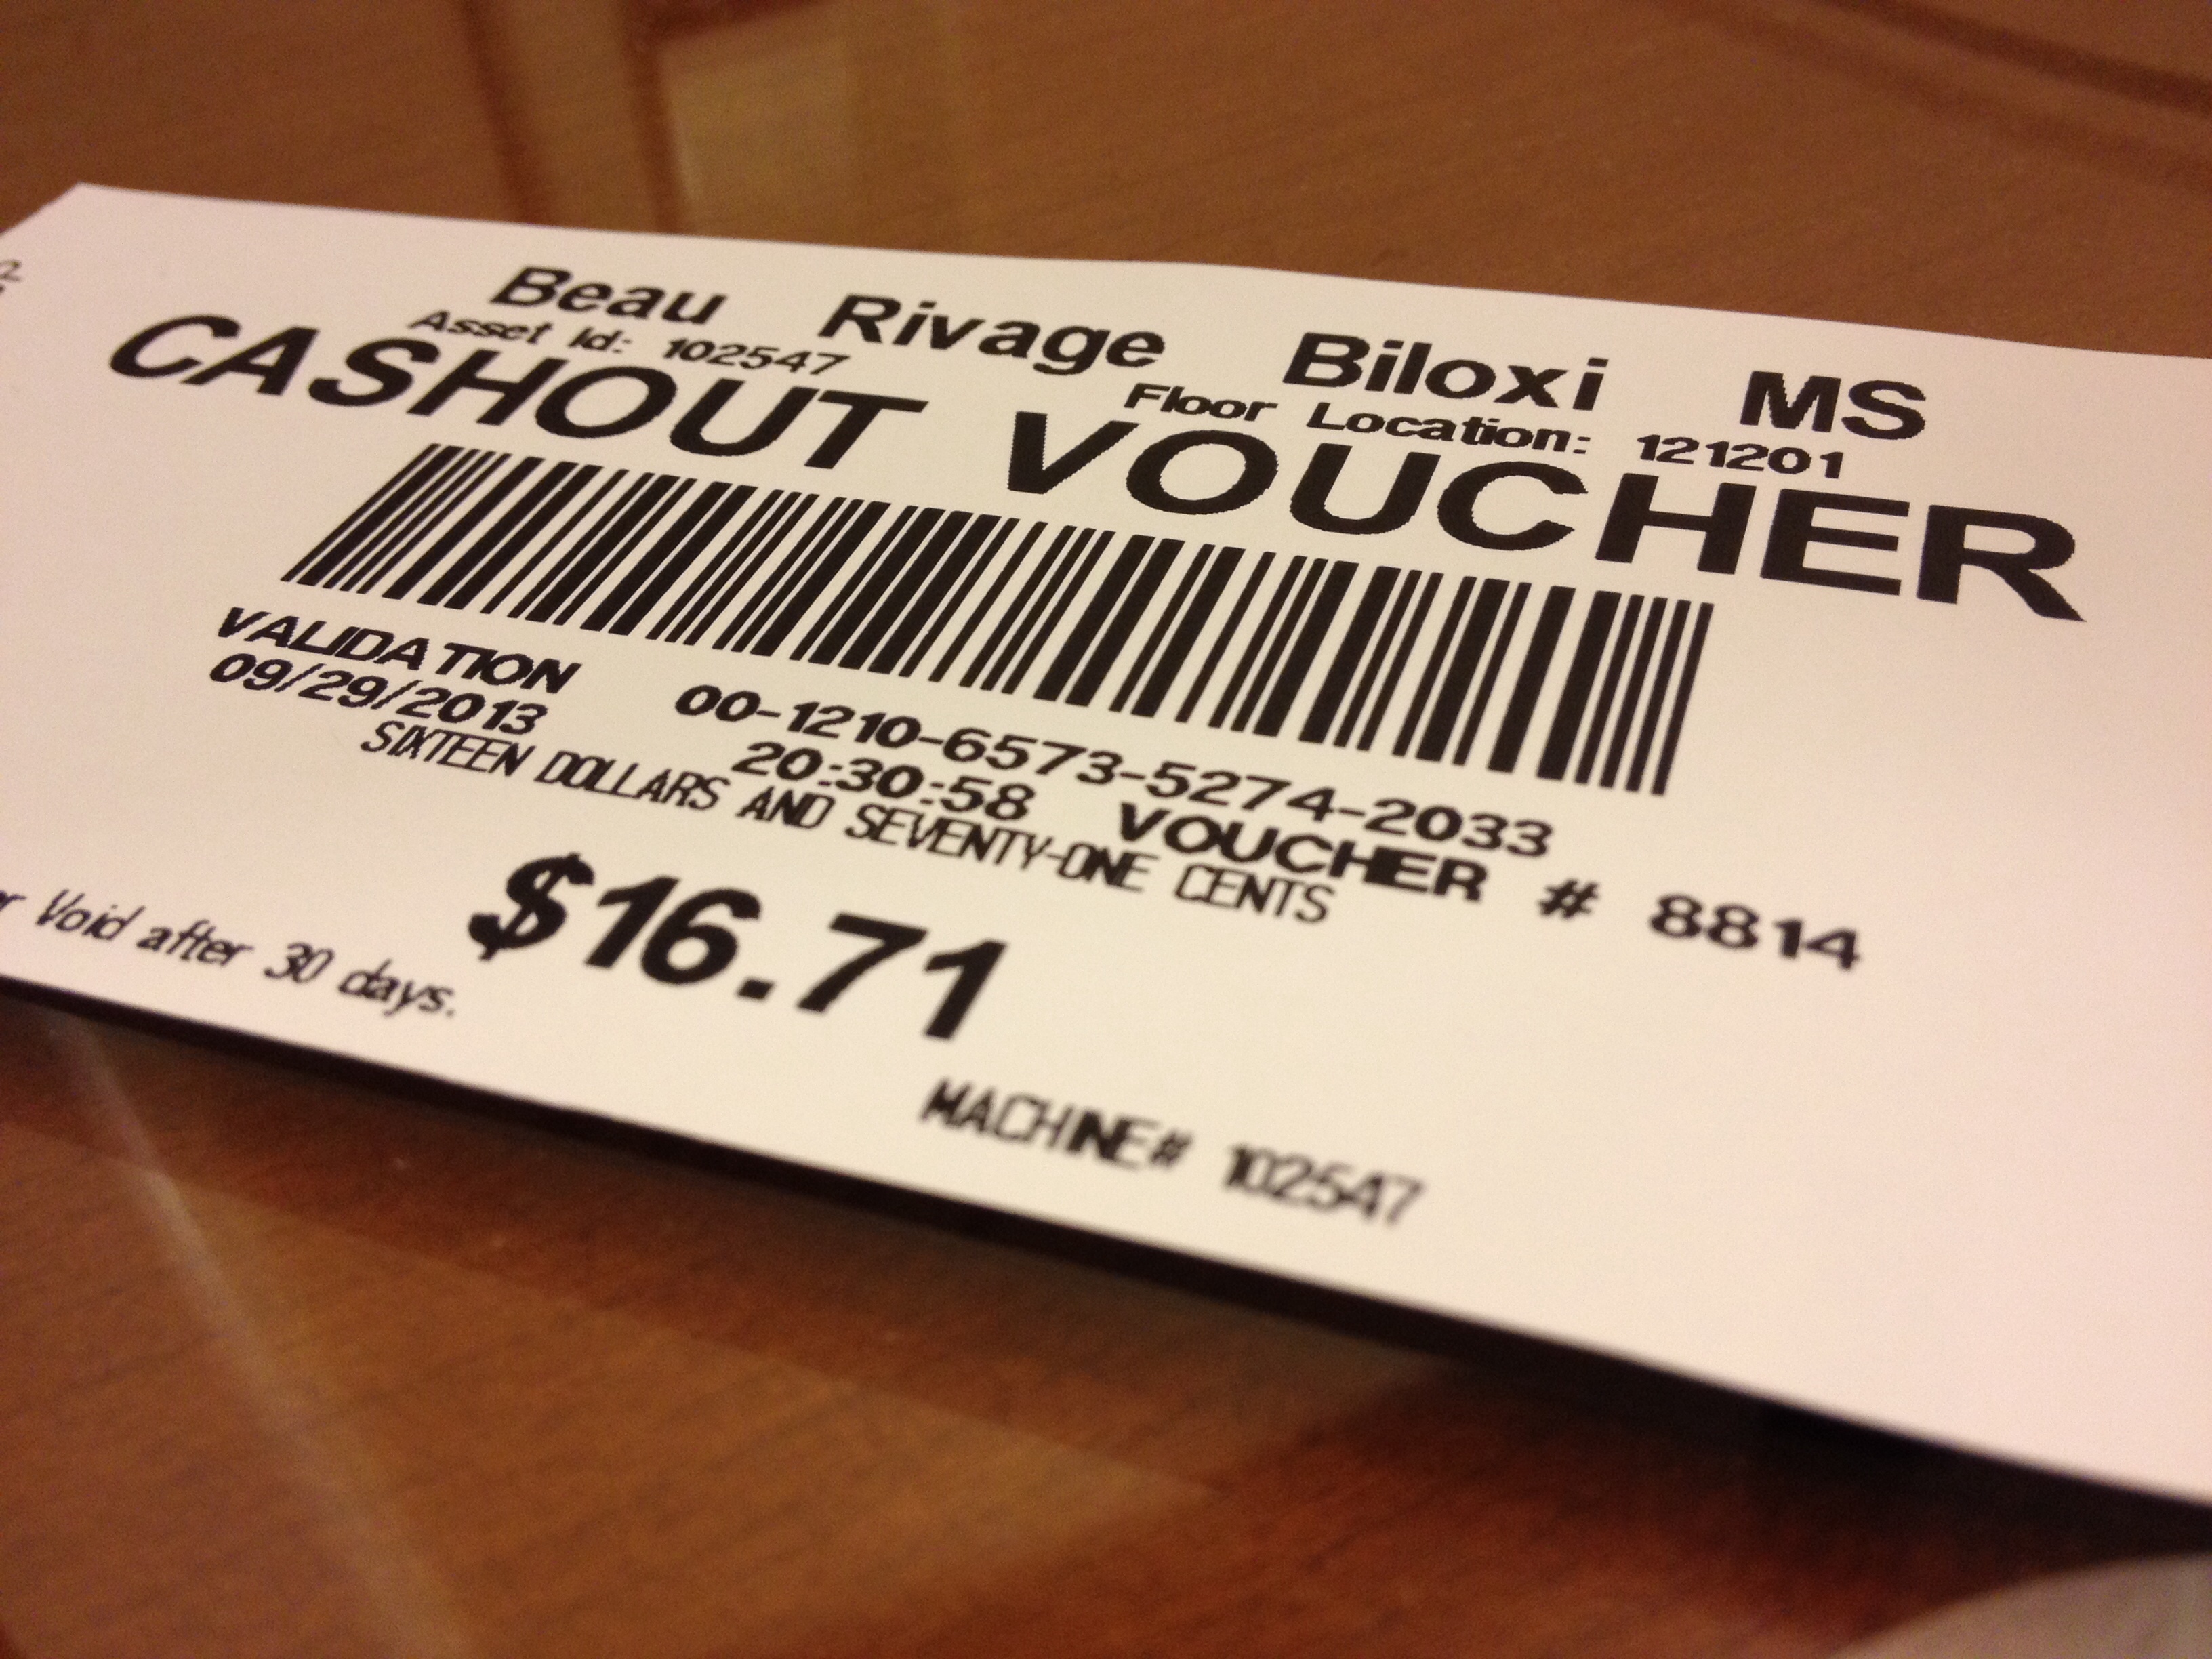 Beau Rivage Biloxi MS
Asset Id: 102547 Floor Location: 121201
CASHOUT VOUCHER
VALIDATION 00-1210-6573-5274-2033
09/29/2013 20:30:58 VOUCHER # 8814
SIXTEEN DOLLARS AND SEVENTY-ONE CENTS
$16.71
Void after 30 days.
MACHINE# 102547